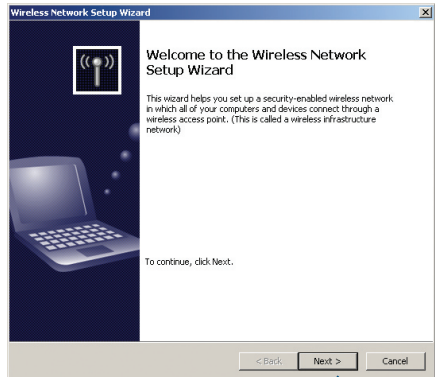 Wireless Network Setup Wizard
Welcome to the Wireless Network
Setup Wizard
This wizard helps you set up a security-enabled wireless network
in which all of your computers and devices connect through a
wireless access point. (This is called a wireless infrastructure
network)
To continue, click Next.
< Back Next > Cancel